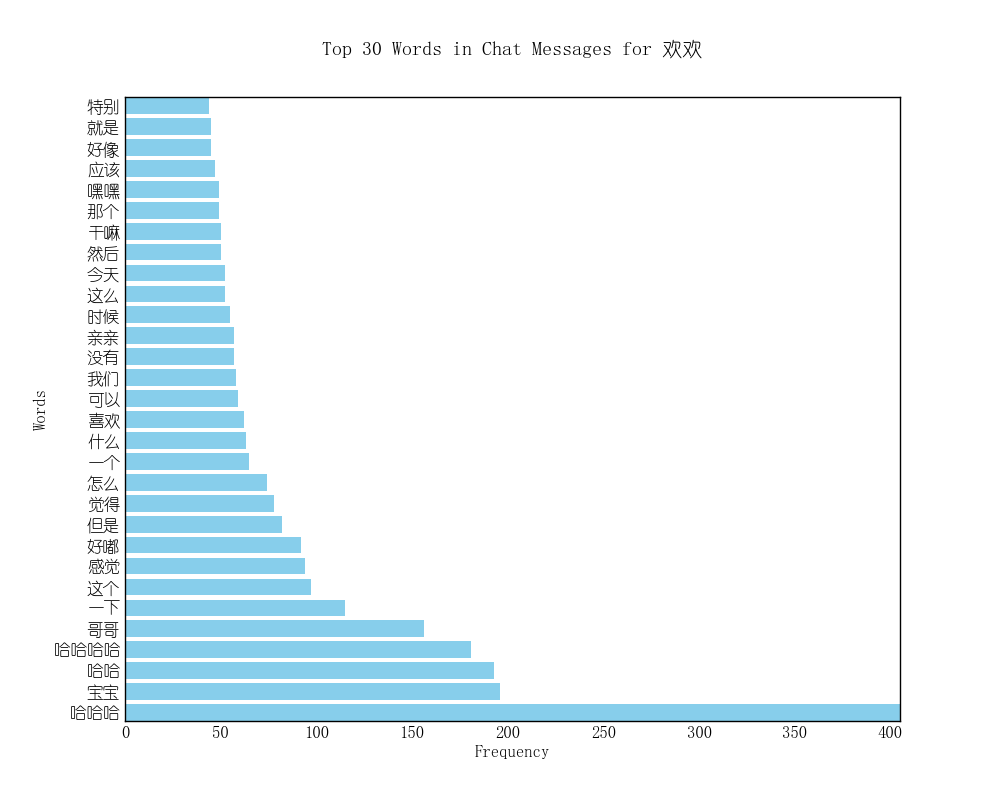 Top 30 Words in Chat Messages for 欢欢
特别
就是
好像
应该
嘿嘿
那个
干嘛
然后
今天
这么
时候
亲亲
没有
我们
可以
喜欢
什么
一个
怎么
觉得
但是
好嘟
感觉
这个
一下
哥哥
哈哈哈哈
哈哈
宝宝
哈哈哈
Words
0 50 100 150 200 250 300 350 400
Frequency